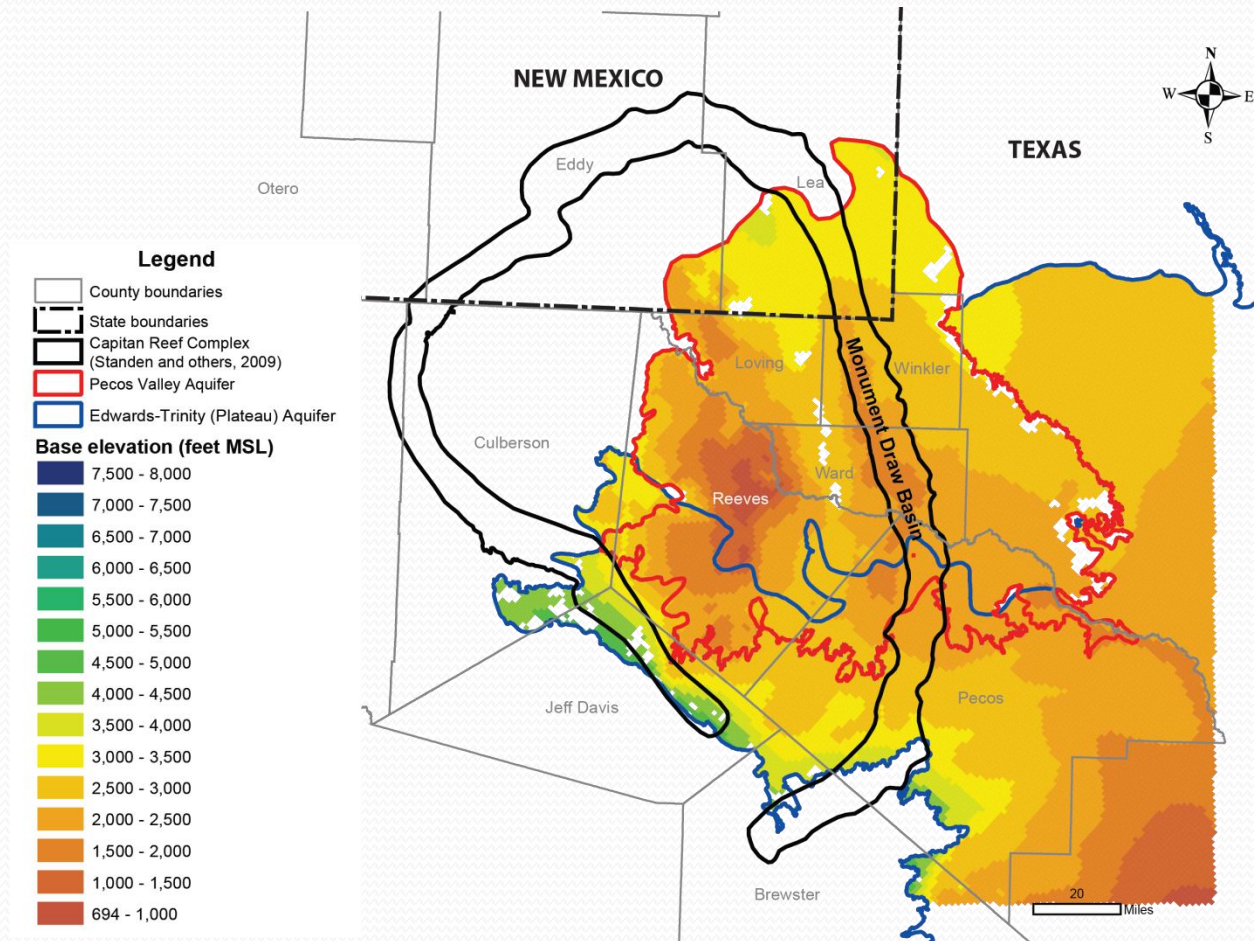 NEW MEXICO
TEXAS
N
W
E
S
Otero
Eddy
Lea
Legend
County boundaries
State boundaries
Capitan Reef Complex
(Standen and others, 2009)
Pecos Valley Aquifer
Edwards-Trinity (Plateau) Aquifer
Base elevation (feet MSL)
7,500 - 8,000
7,000 - 7,500
6,500 - 7,000
6,000 - 6,500
5,500 - 6,000
5,000 - 5,500
4,500 - 5,000
4,000 - 4,500
3,500 - 4,000
3,000 - 3,500
2,500 - 3,000
2,000 - 2,500
1,500 - 2,000
1,000 - 1,500
694 - 1,000
Loving
Winkler
Monument Draw Basin
Culberson
Ward
Reeves
Jeff Davis
Pecos
Brewster
20
Miles